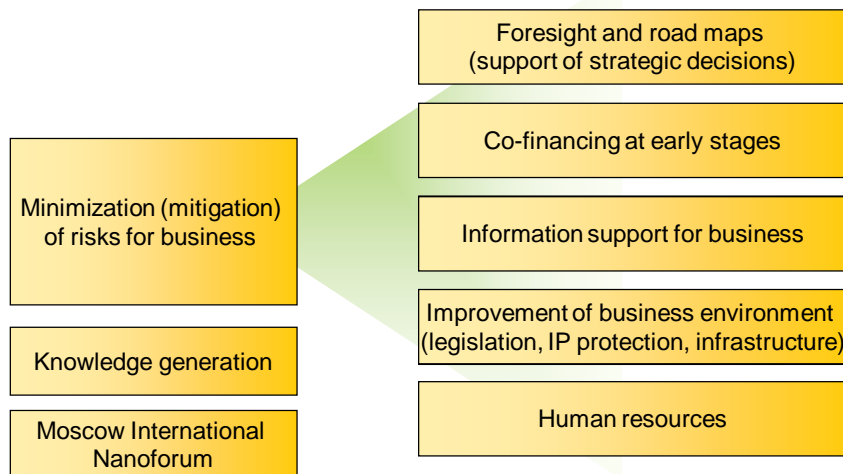 Minimization (mitigation)
of risks for business
Knowledge generation
Moscow International
Nanoforum
Foresight and road maps
(support of strategic decisions)
Co-financing at early stages
Information support for business
Improvement of business environment
(legislation, IP protection, infrastructure)
Human resources